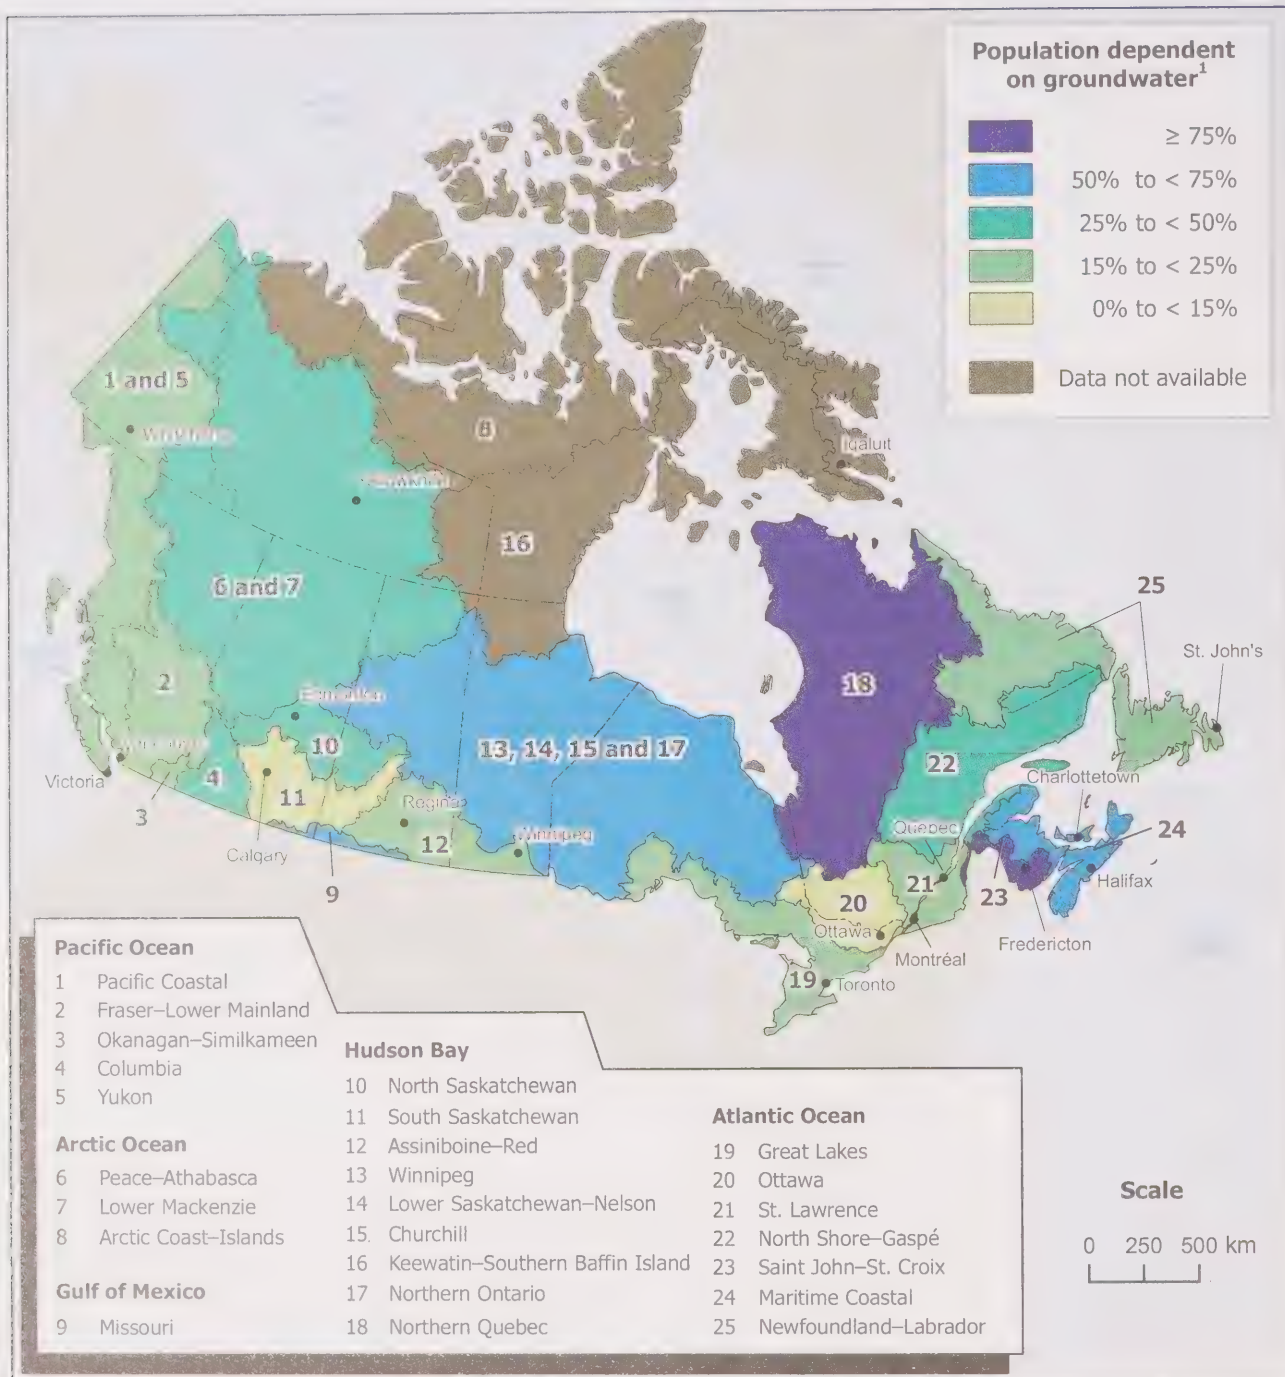 Population dependent
on groundwater1
≥ 75%
50% to < 75%
25% to < 50%
15% to < 25%
0% to < 15%
Data not available
1 and 5
8
Iqaluit
16
6 and 7
25
St. John's
2
18
Edmonton
10
13, 14, 15 and 17
22
Victoria
4
Charlottetown
11
Regina
3
Québec
24
12
Winnipeg
Calgary
21
23
Halifax
9
20
Ottawa
Fredericton
Montréal
19
Toronto
Pacific Ocean
1 Pacific Coastal
2 Fraser–Lower Mainland
3 Okanagan–Similkameen
4 Columbia
5 Yukon
Arctic Ocean
6 Peace–Athabasca
7 Lower Mackenzie
8 Arctic Coast–Islands
Gulf of Mexico
9 Missouri
Hudson Bay
10 North Saskatchewan
11 South Saskatchewan
12 Assiniboine–Red
13 Winnipeg
14 Lower Saskatchewan–Nelson
15. Churchill
16 Keewatin–Southern Baffin Island
17 Northern Ontario
18 Northern Quebec
Atlantic Ocean
19 Great Lakes
20 Ottawa
21 St. Lawrence
22 North Shore–Gaspé
23 Saint John–St. Croix
24 Maritime Coastal
25 Newfoundland–Labrador
Scale
0 250 500 km